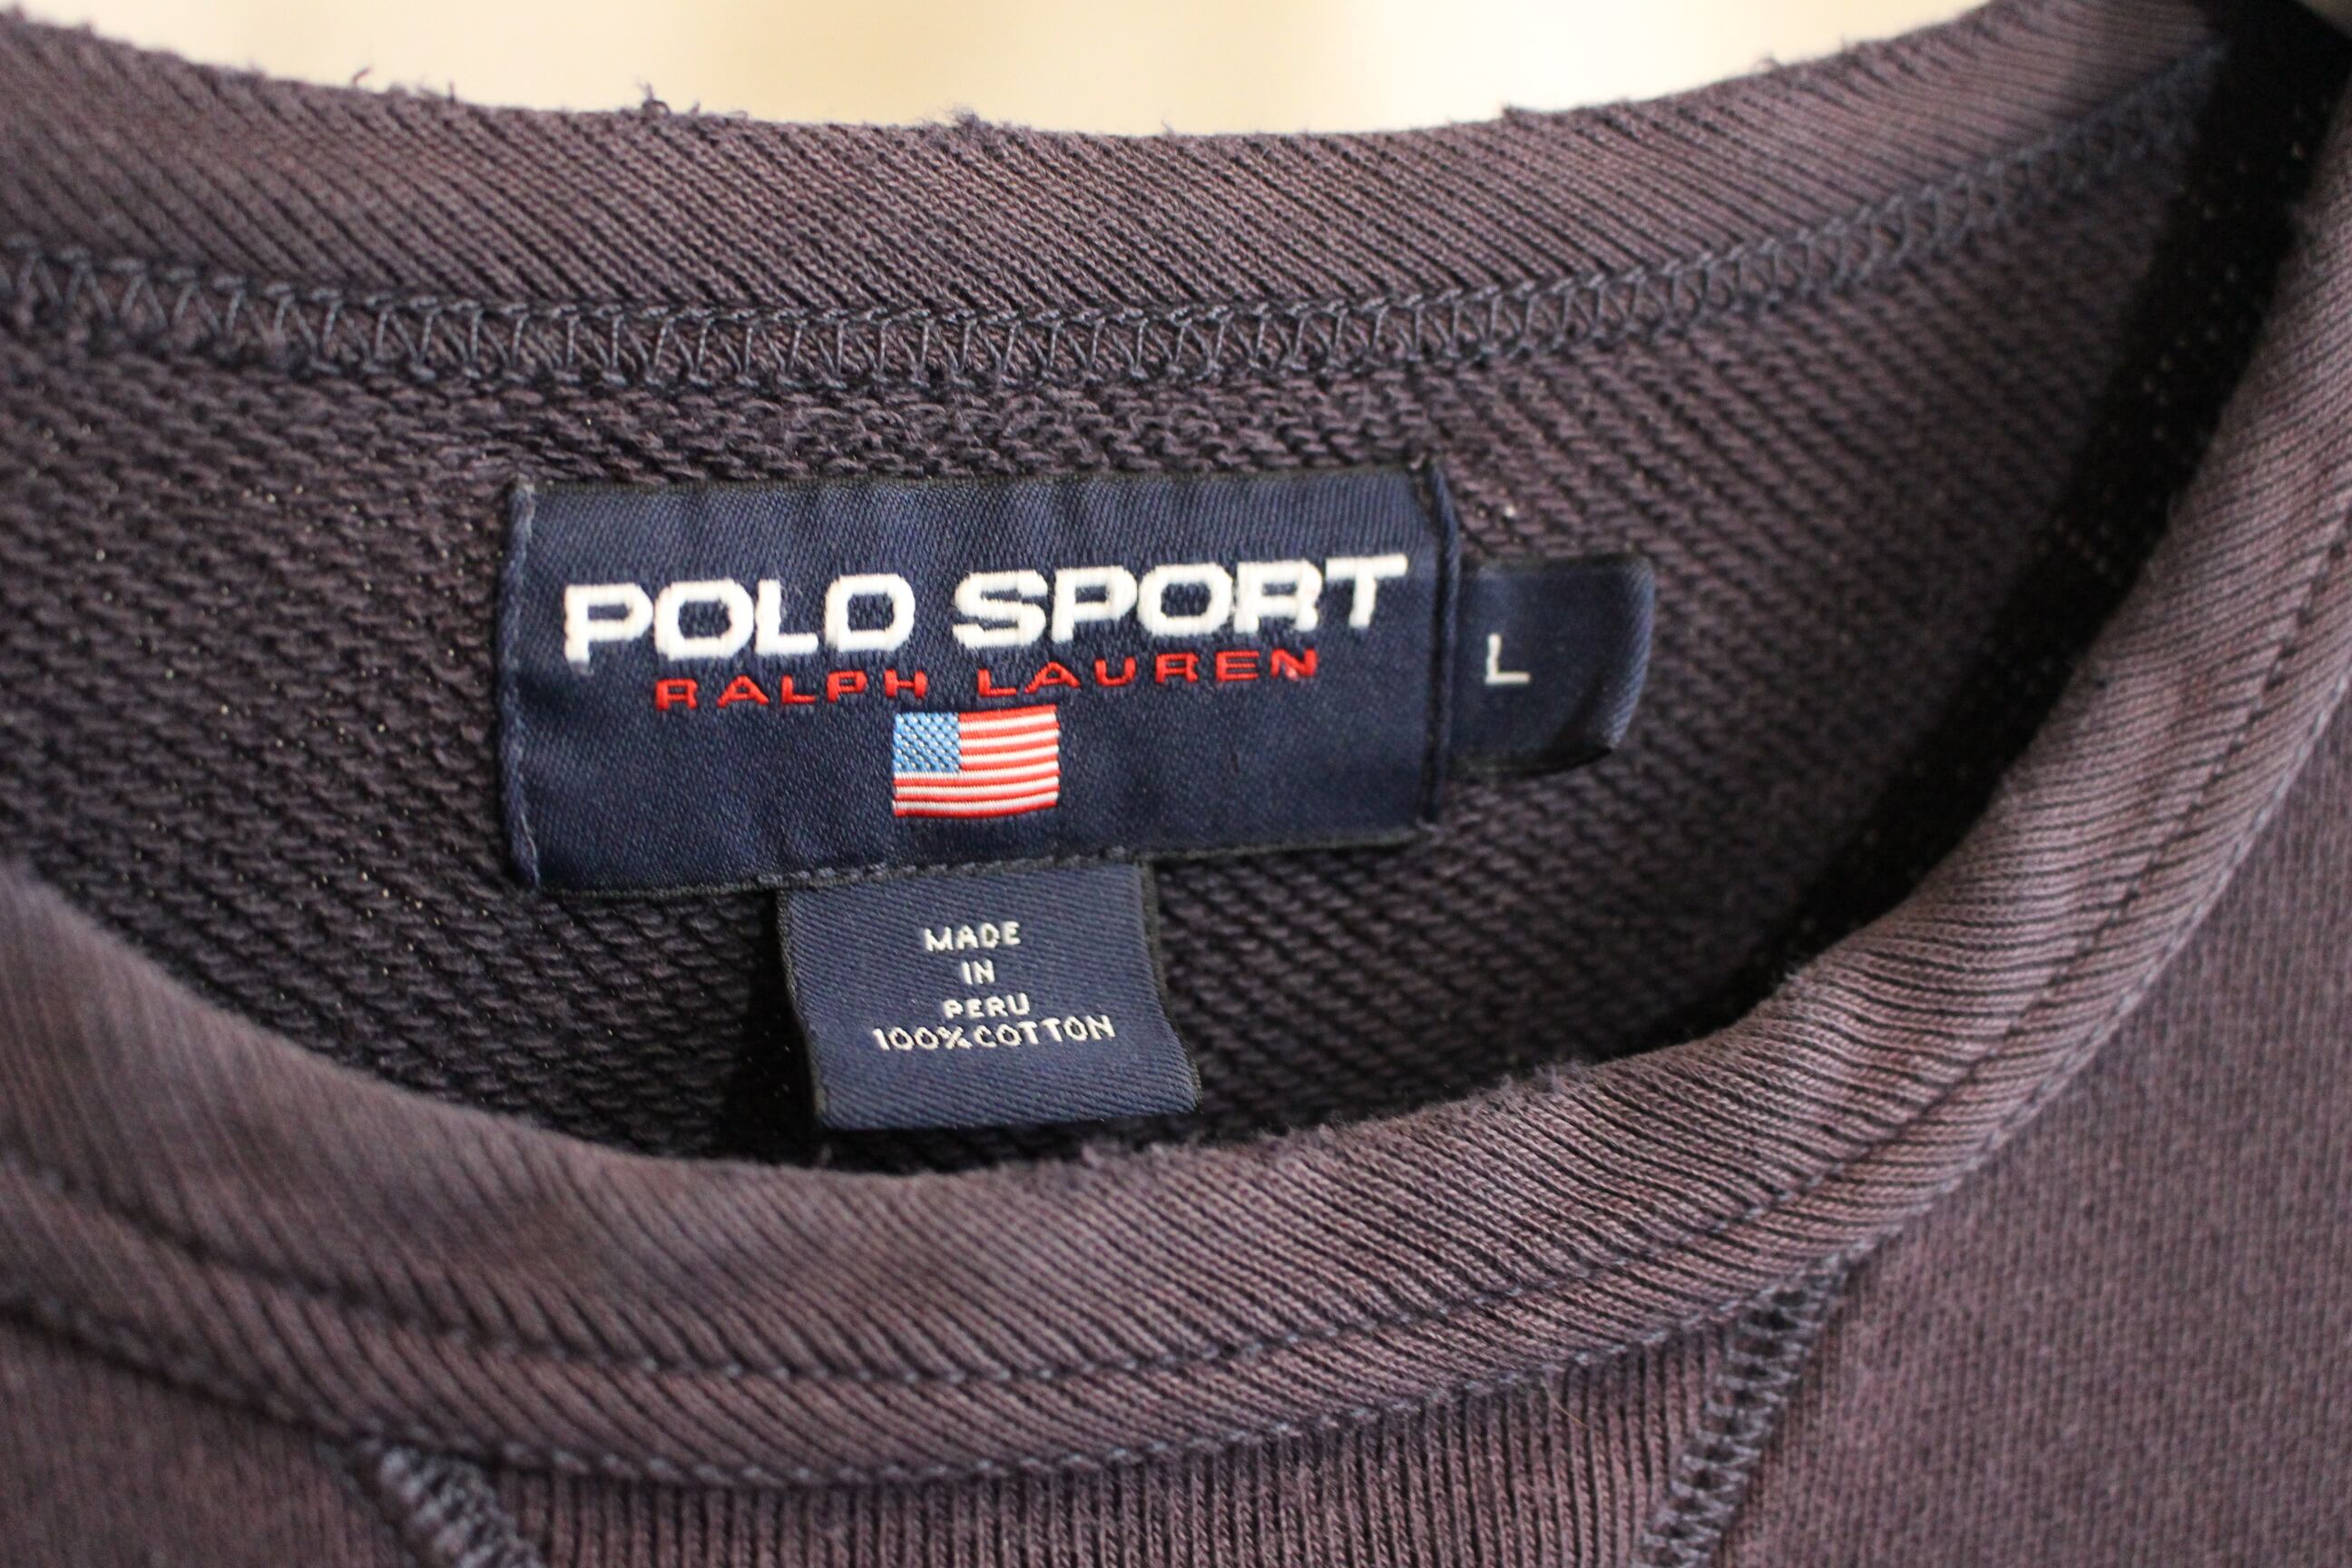 POLO SPORT
RALPH LAUREN
L
MADE
IN
PERU
100% COTTON